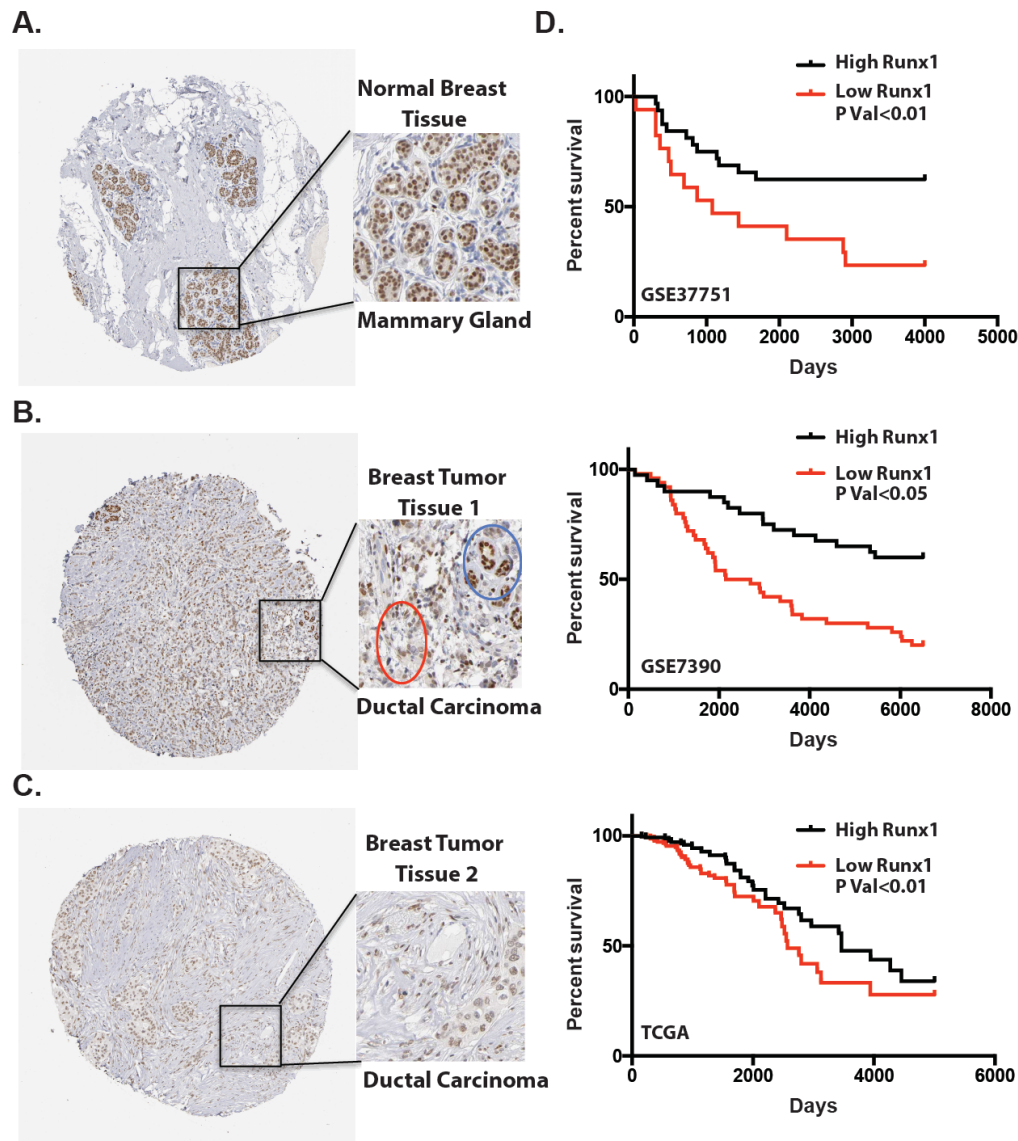 A.
Normal Breast
Tissue
Mammary Gland
B.
Breast Tumor
Tissue 1
Ductal Carcinoma
C.
Breast Tumor
Tissue 2
Ductal Carcinoma
D.
High Runx1
Low Runx1
P Val<0.01
Percent survival
100
50
0
GSE37751
0 1000 2000 3000 4000 5000
Days
High Runx1
Low Runx1
P Val<0.05
Percent survival
100
50
0
GSE7390
0 2000 4000 6000 8000
Days
High Runx1
Low Runx1
P Val<0.01
Percent survival
100
50
0
TCGA
0 2000 4000 6000
Days